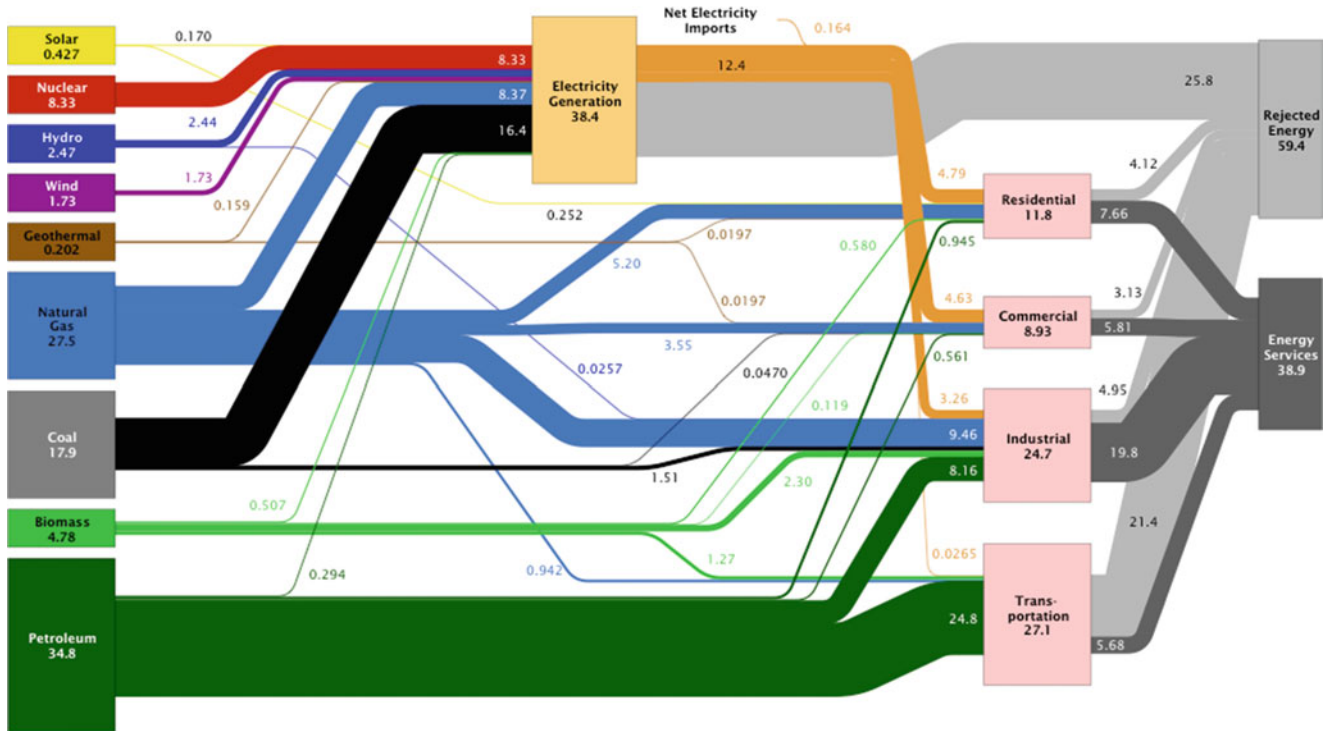 Solar
0.427
Nuclear
8.33
Hydro
2.47
Wind
1.73
Geothermal
0.202
Natural
Gas
27.5
Coal
17.9
Biomass
4.78
Petroleum
34.8
0.170
2.44
1.73
0.159
0.507
0.294
8.33
8.37
16.4
Electricity
Generation
38.4
Net Electricity
Imports
0.164
12.4
0.252
0.0197
5.20
0.0197
3.55
0.0257
0.0470
0.580
0.945
0.119
0.561
1.51
2.30
0.942
1.27
4.79
4.63
3.26
9.46
8.16
0.0265
24.8
Residential
11.8
Commercial
8.93
Industrial
24.7
Trans-
portation
27.1
25.8
4.12
7.66
3.13
5.81
4.95
19.8
21.4
5.68
Rejected
Energy
59.4
Energy
Services
38.9